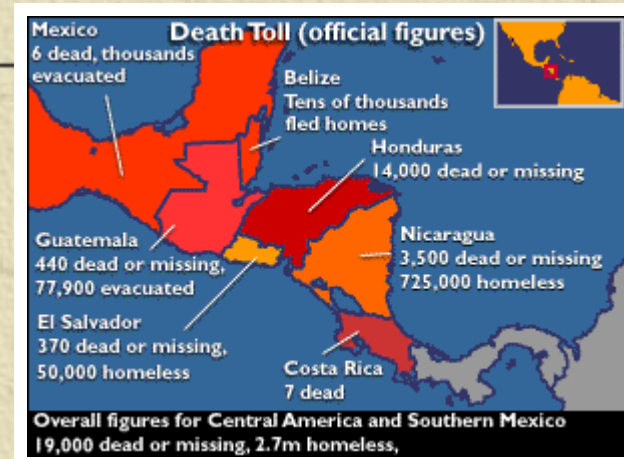 Death Toll (official figures)
Mexico
6 dead, thousands
evacuated
Belize
Tens of thousands
fled homes
Honduras
14,000 dead or missing
Guatemala
440 dead or missing,
77,900 evacuated
Nicaragua
3,500 dead or missing
725,000 homeless
El Salvador
370 dead or missing,
50,000 homeless
Costa Rica
7 dead
Overall figures for Central America and Southern Mexico
19,000 dead or missing, 2.7m homeless,